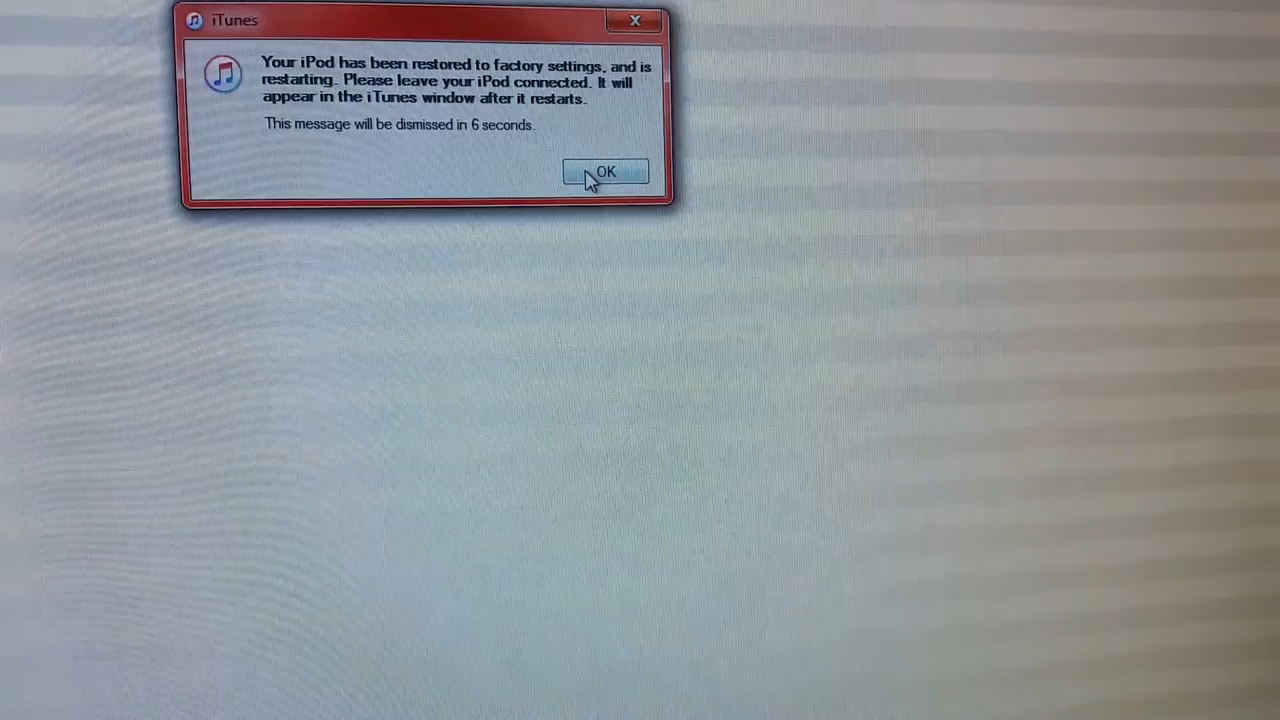 iTunes
Your iPod has been restored to factory settings, and is
restarting. Please leave your iPod connected. It will
appear in the iTunes window after it restarts.
This message will be dismissed in 6 seconds.
OK